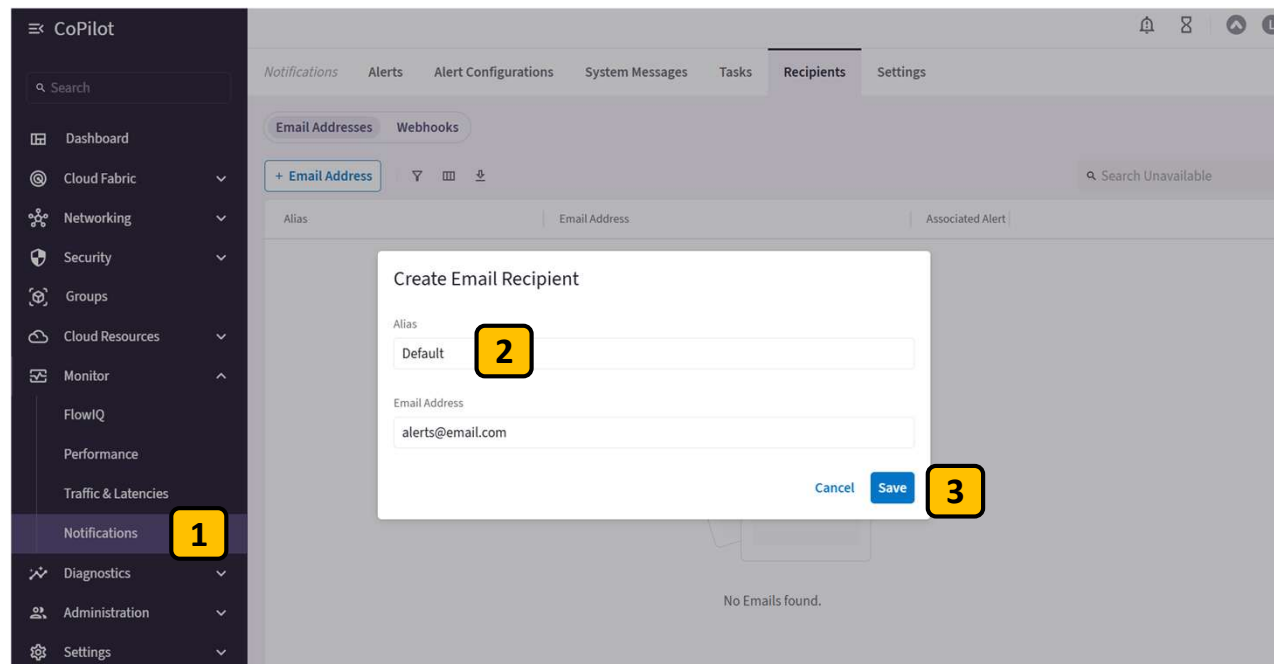 CoPilot
Search
Dashboard
Cloud Fabric
Networking
Security
Groups
Cloud Resources
Monitor
FlowIQ
Performance
Traffic & Latencies
Notifications
1
Diagnostics
Administration
Settings
Notifications Alerts Alert Configurations System Messages Tasks Recipients Settings
Email Addresses Webhooks
+ Email Address Search Unavailable
Alias Email Address Associated Alert
Create Email Recipient
Alias
Default 2
Email Address
alerts@email.com
Cancel Save 3
No Emails found.